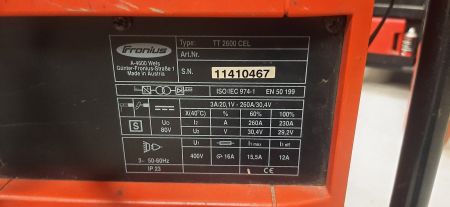 Fronius
A-4600 Wels
Günter-Fronius-Straße 1
Made in Austria
Type: TT 2600 CEL
Art.Nr.
S.N. 11410467
ISO/IEC 974-1 EN 50 199
3A/20,1V - 260A/30,4V
X(40°C) % 60% 100%
S U₀ 80V I₂ A 260A 230A
U₂ V 30,4V 29,2V
U₁ I₁ max I₁ eff
3~ 50-60Hz 400V 16A 15,5A 12A
IP 23 CE